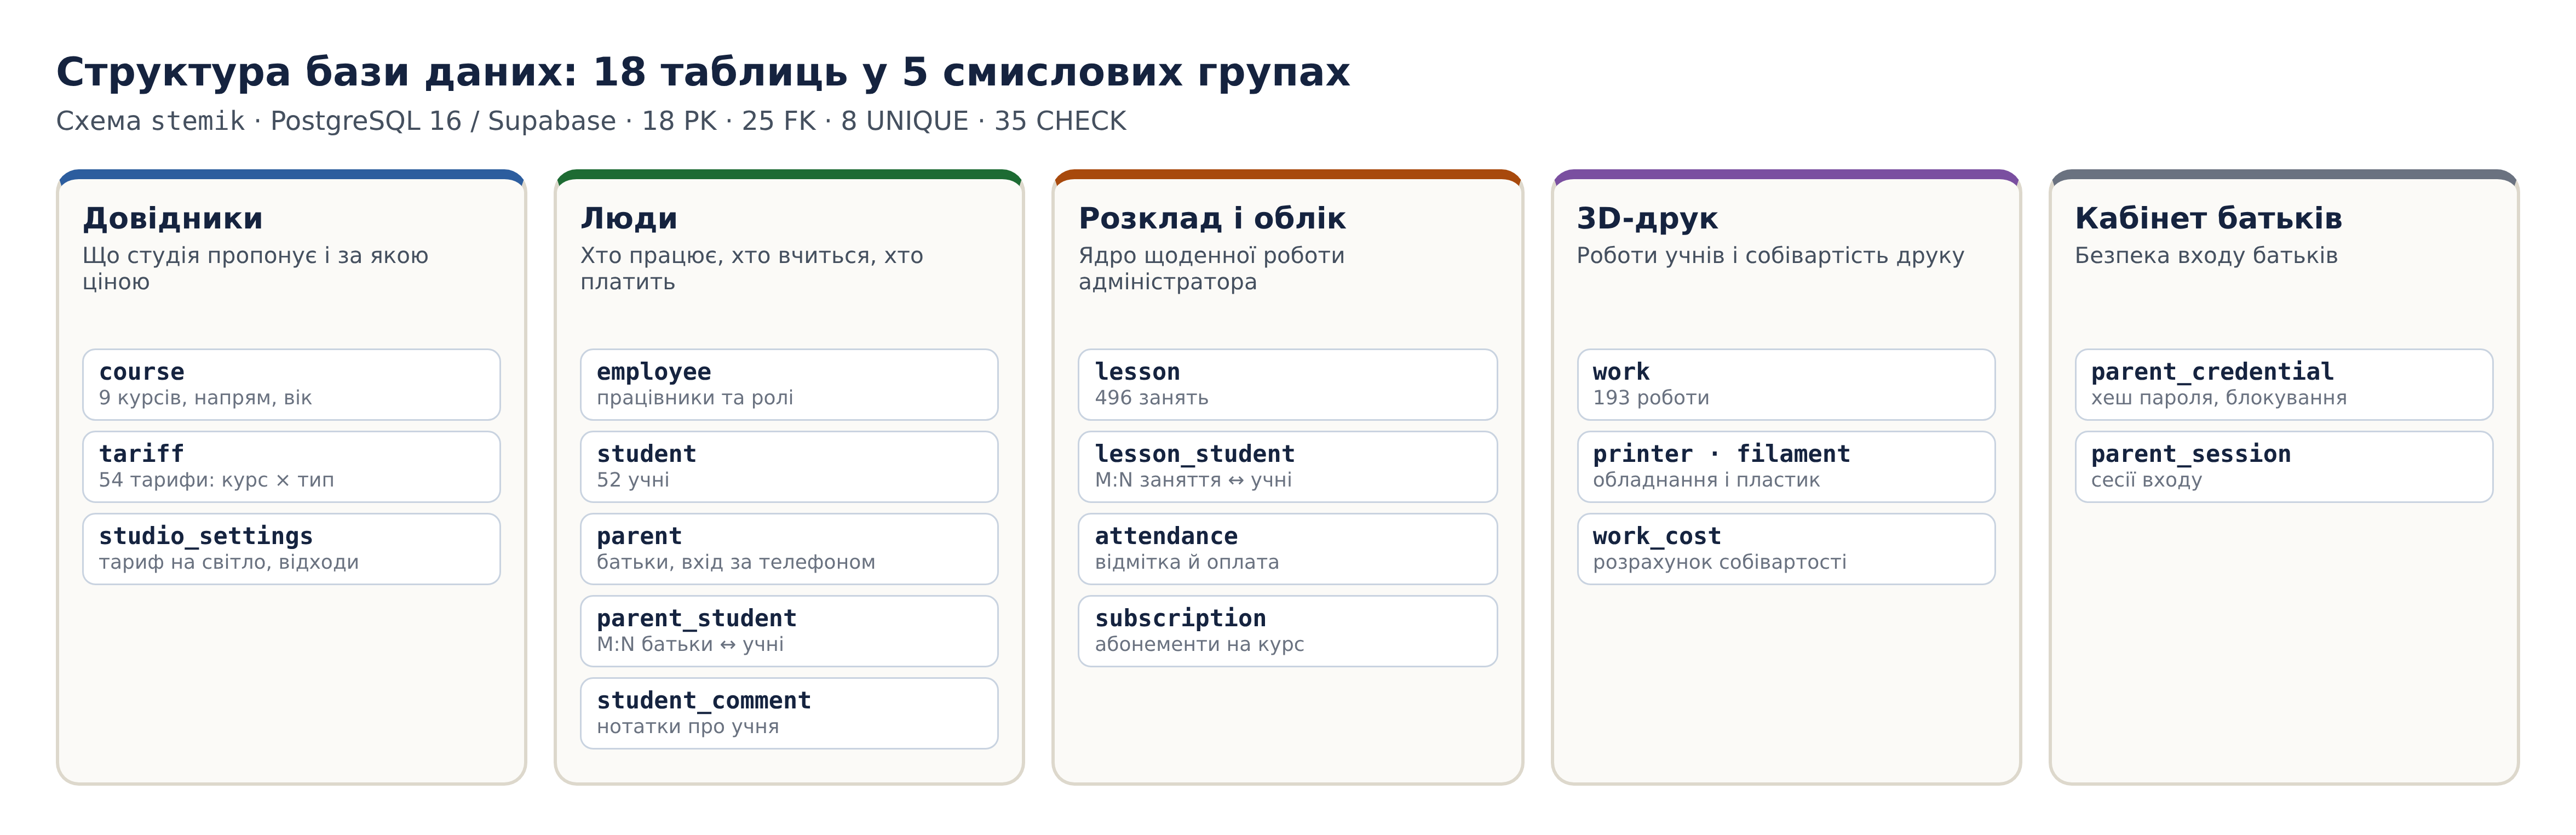 Структура бази даних: 18 таблиць у 5 смислових групах
Схема stemik · PostgreSQL 16 / Supabase · 18 PK · 25 FK · 8 UNIQUE · 35 CHECK
Довідники
Що студія пропонує і за якою
ціною
course
9 курсів, напрям, вік
tariff
54 тарифи: курс × тип
studio_settings
тариф на світло, відходи
Люди
Хто працює, хто вчиться, хто
платить
employee
працівники та ролі
student
52 учні
parent
батьки, вхід за телефоном
parent_student
M:N батьки ↔ учні
student_comment
нотатки про учня
Розклад і облік
Ядро щоденної роботи
адміністратора
lesson
496 занять
lesson_student
M:N заняття ↔ учні
attendance
відмітка й оплата
subscription
абонементи на курс
3D-друк
Роботи учнів і собівартість друку
work
193 роботи
printer · filament
обладнання і пластик
work_cost
розрахунок собівартості
Кабінет батьків
Безпека входу батьків
parent_credential
хеш пароля, блокування
parent_session
сесії входу